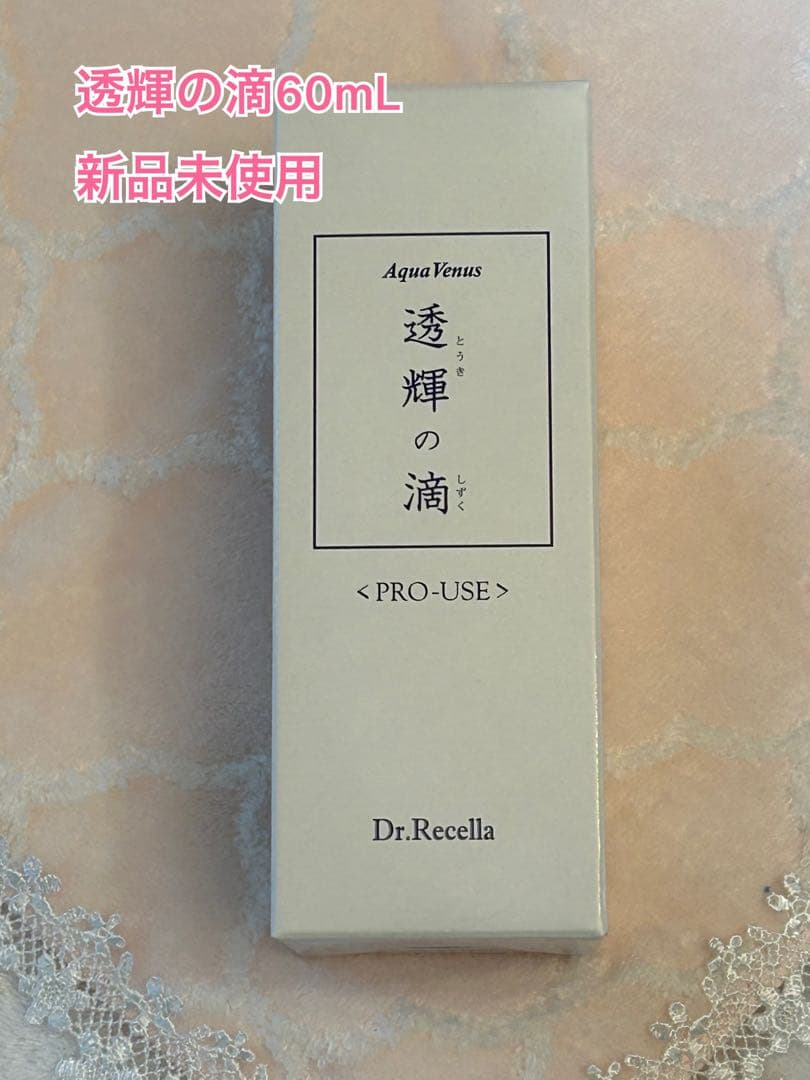 透輝の滴60mL
新品未使用
Aqua Venus
透輝の滴
とうき
しずく
<PRO-USE>
Dr.Recella